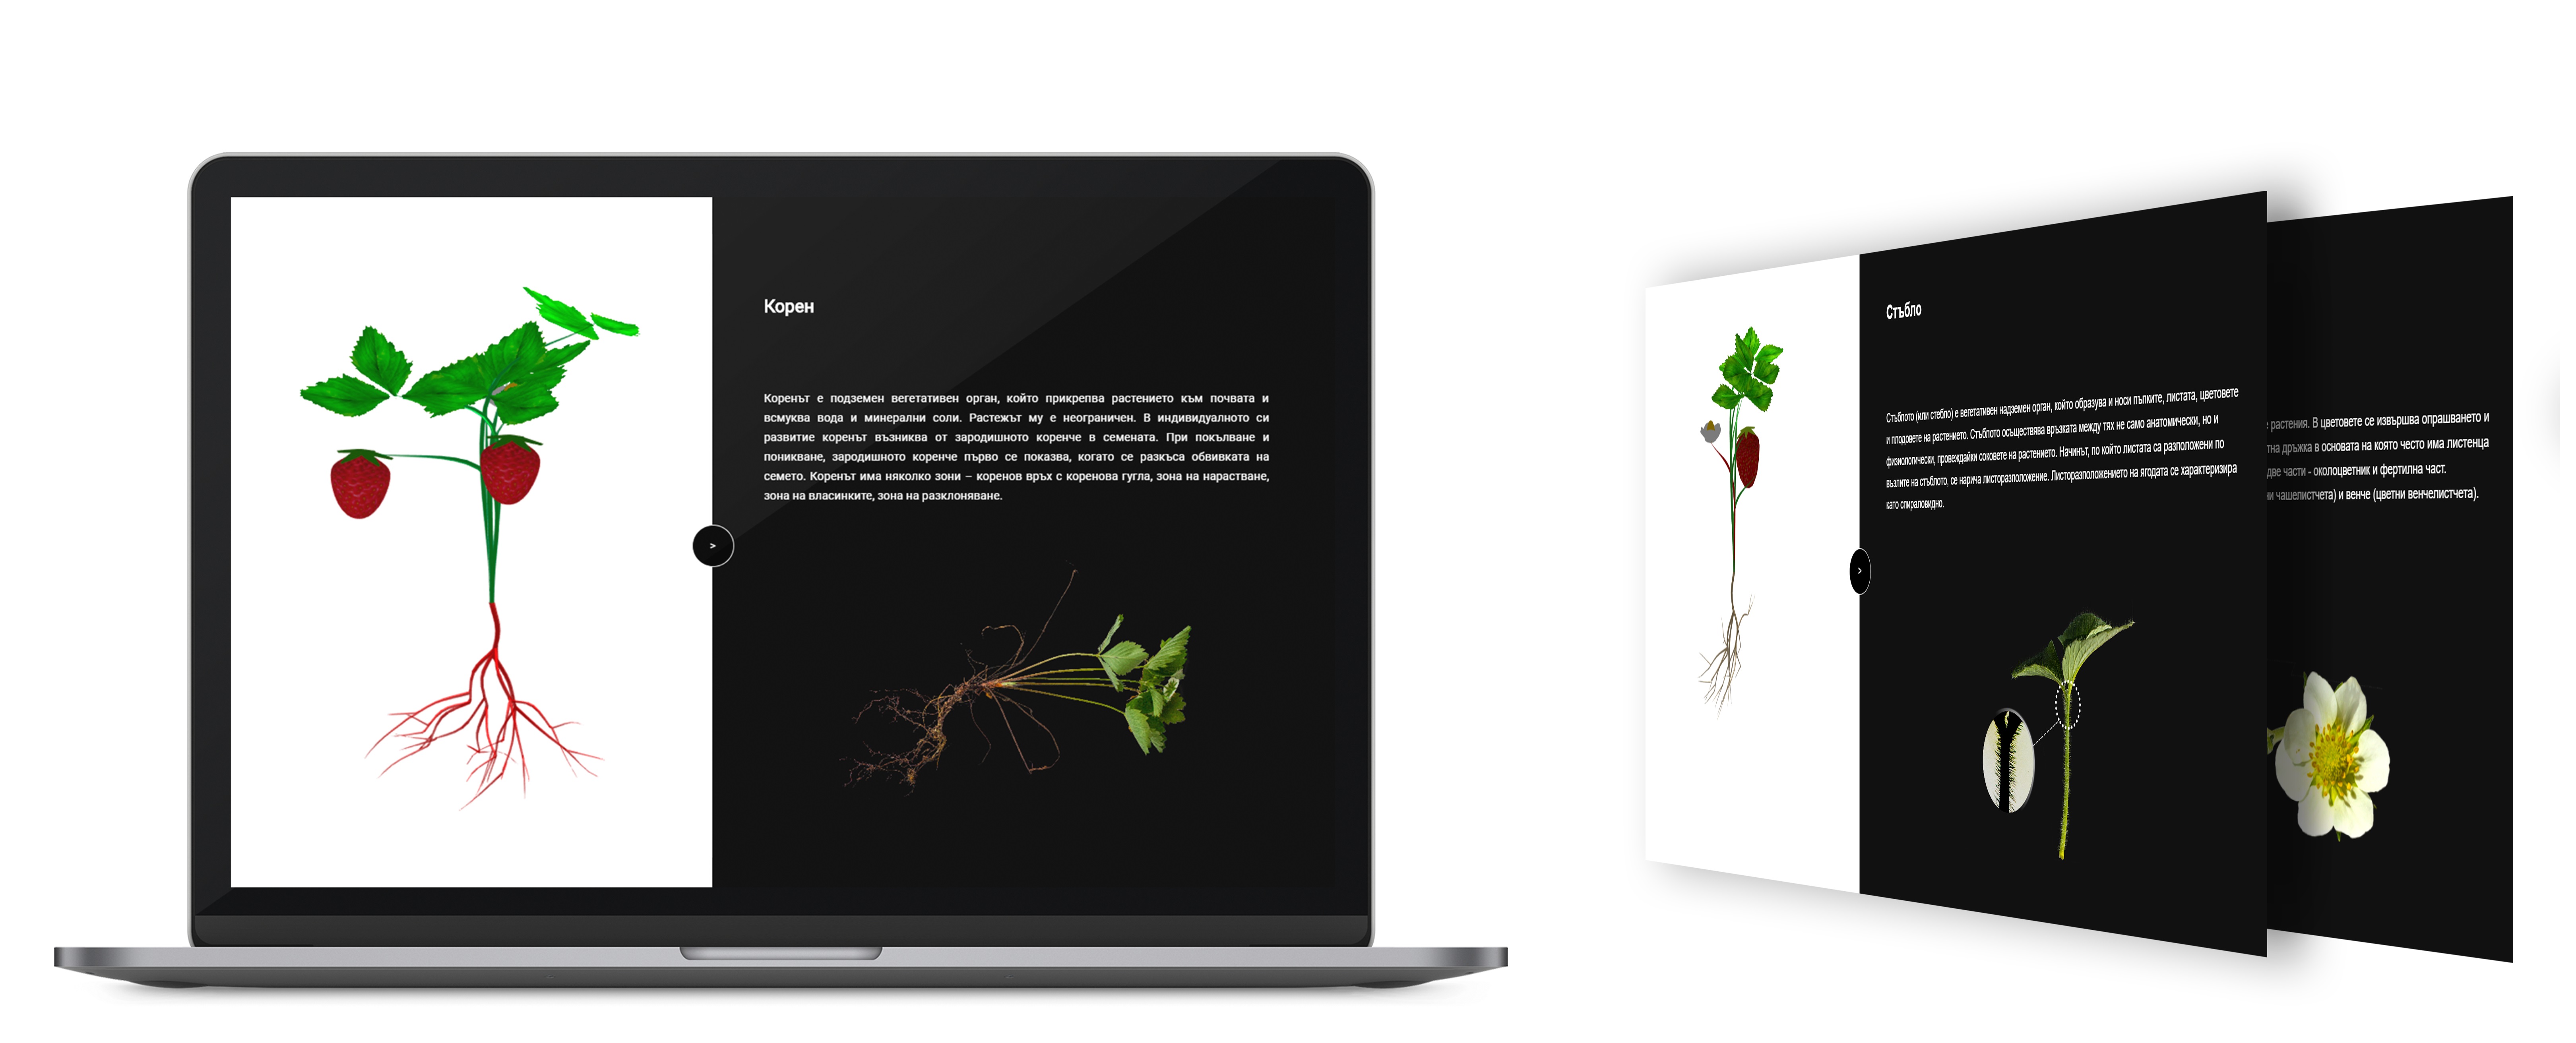 Корен
Коренът е подземен вегетативен орган, който прикрепва растението към почвата и
всмуква вода и минерални соли. Растежът му е неограничен. В индивидуалното си
развитие коренът възниква от зародишното коренче в семената. При покълване и
поникване, зародишното коренче първо се показва, когато се разкъса обвивката на
семето. Коренът има няколко зони – коренов връх с коренова гугла, зона на нарастване,
зона на власинките, зона на разклоняване.
>
Стъбло
Стъблото (или стебло) е вегетативен надземен орган, който образува и носи пъпките, листата, цветовете
и плодовете на растението. Стъблото осъществява връзката между тях не само анатомически, но и
физиологически, провеждайки соковете на растението. Начинът, по който листата са разположени по
възлите на стъблото, се нарича листоразположение. Листоразположението на ягодата се характеризира
като спираловидно.
>
растения. В цветовете се извършва опрашването и
дръжка в основата на която често има листенца
две части - околоцветник и фертилна част.
чашелистчета) и венче (цветни венчелистчета).